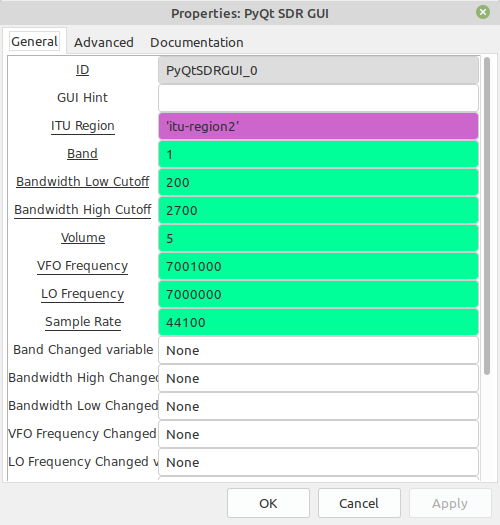 Properties: PyQt SDR GUI
General Advanced Documentation
ID PyQtSDRGUI_0
GUI Hint
ITU Region 'itu-region2'
Band 1
Bandwidth Low Cutoff 200
Bandwidth High Cutoff 2700
Volume 5
VFO Frequency 7001000
LO Frequency 7000000
Sample Rate 44100
Band Changed variable None
Bandwidth High Changed None
Bandwidth Low Changed None
VFO Frequency Changed None
LO Frequency Changed v None
OK Cancel Apply